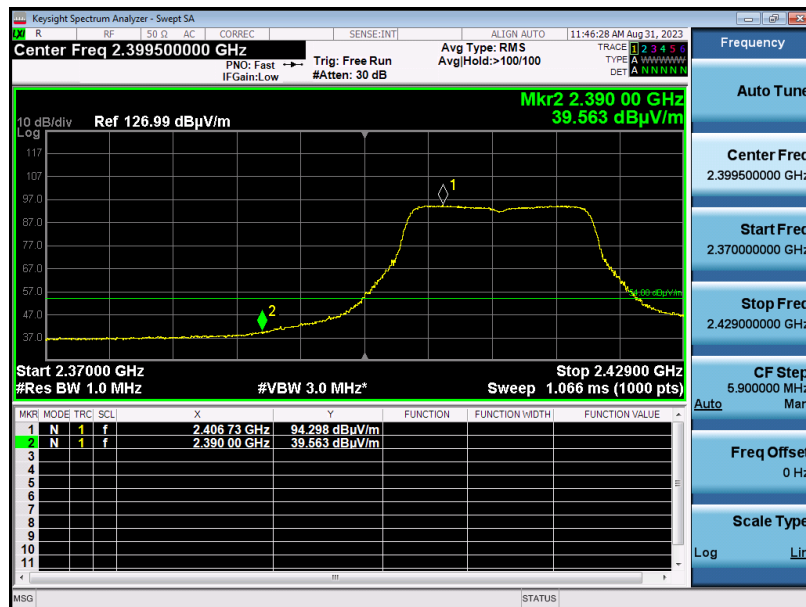 Keysight Spectrum Analyzer - Swept SA
LXI R RF 50 Ω AC CORREC SENSE:INT ALIGN AUTO 11:46:28 AM Aug 31, 2023
Center Freq 2.399500000 GHz
PNO: Fast
IFGain:Low
Trig: Free Run
#Atten: 30 dB
Avg Type: RMS
Avg|Hold:>100/100
TRACE 1 2 3 4 5 6
TYPE A WWWWW
DET A N N N N N
Mkr2 2.390 00 GHz
39.563 dBµV/m
10 dB/div Ref 126.99 dBµV/m
Log
117
107
97.0
87.0
77.0
67.0
57.0
47.0
37.0
1
2
54.00 dBµV/m
Start 2.37000 GHz Stop 2.42900 GHz
#Res BW 1.0 MHz #VBW 3.0 MHz* Sweep 1.066 ms (1000 pts)
MKR MODE TRC SCL X Y FUNCTION FUNCTION WIDTH FUNCTION VALUE
1 N 1 f 2.406 73 GHz 94.298 dBµV/m
2 N 1 f 2.390 00 GHz 39.563 dBµV/m
3
4
5
6
7
8
9
10
11
MSG STATUS
Frequency
Auto Tune
Center Freq
2.399500000 GHz
Start Freq
2.370000000 GHz
Stop Freq
2.429000000 GHz
CF Step
5.900000 MHz
Auto Man
Freq Offset
0 Hz
Scale Type
Log Lin